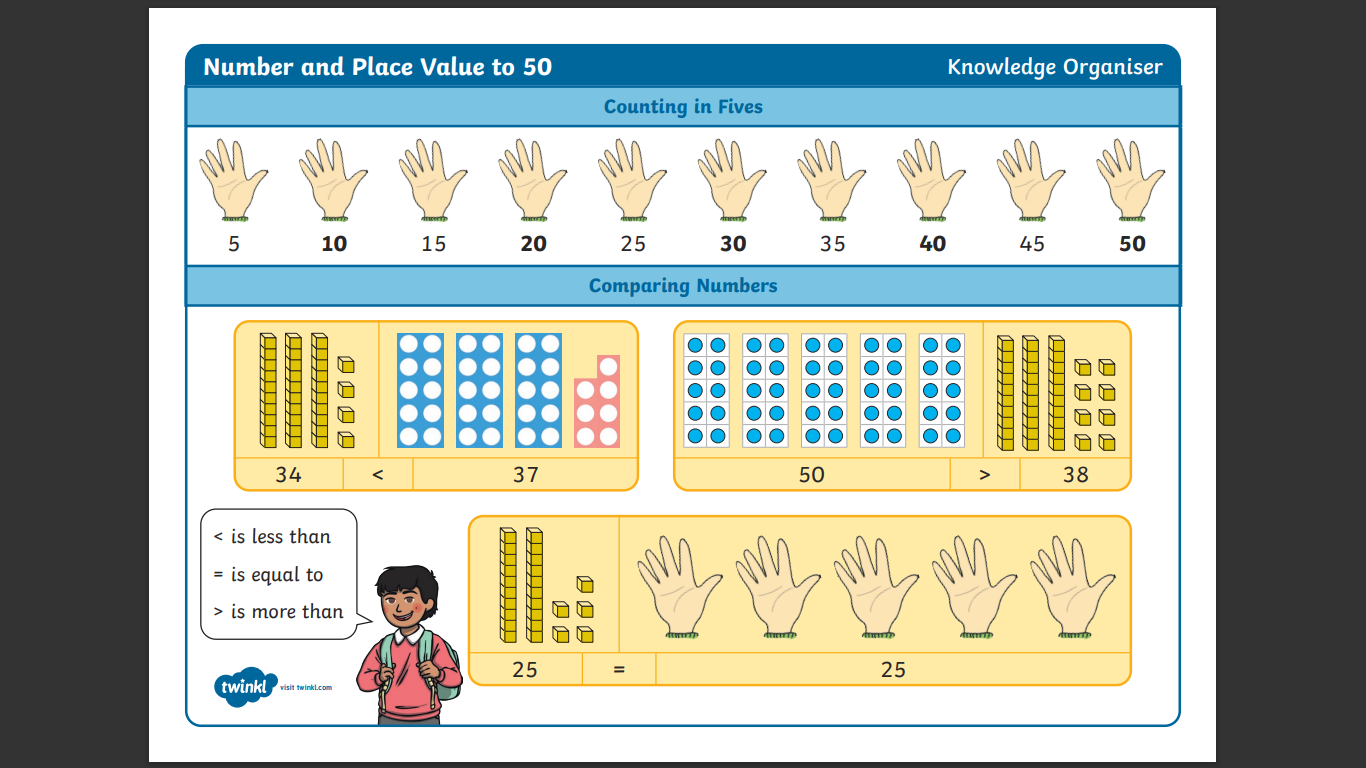 Number and Place Value to 50 Knowledge Organiser
Counting in Fives
5 10 15 20 25 30 35 40 45 50
Comparing Numbers
34 < 37
50 > 38
< is less than
= is equal to
> is more than
25 = 25
twinkl visit twinkl.com